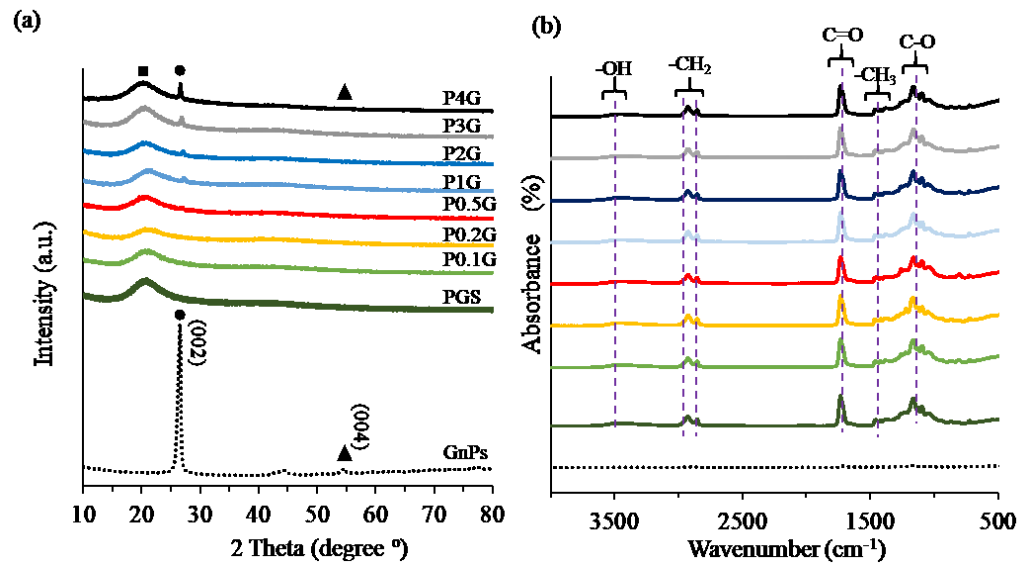 (a)
P4G
P3G
P2G
P1G
P0.5G
P0.2G
P0.1G
PGS
(002)
(004)
GnPs
Intensity (a.u.)
10 20 30 40 50 60 70 80
2 Theta (degree º)
(b)
C=O
C-O
-OH
-CH₂
-CH₃
Absorbance (%)
3500 2500 1500 500
Wavenumber (cm⁻¹)